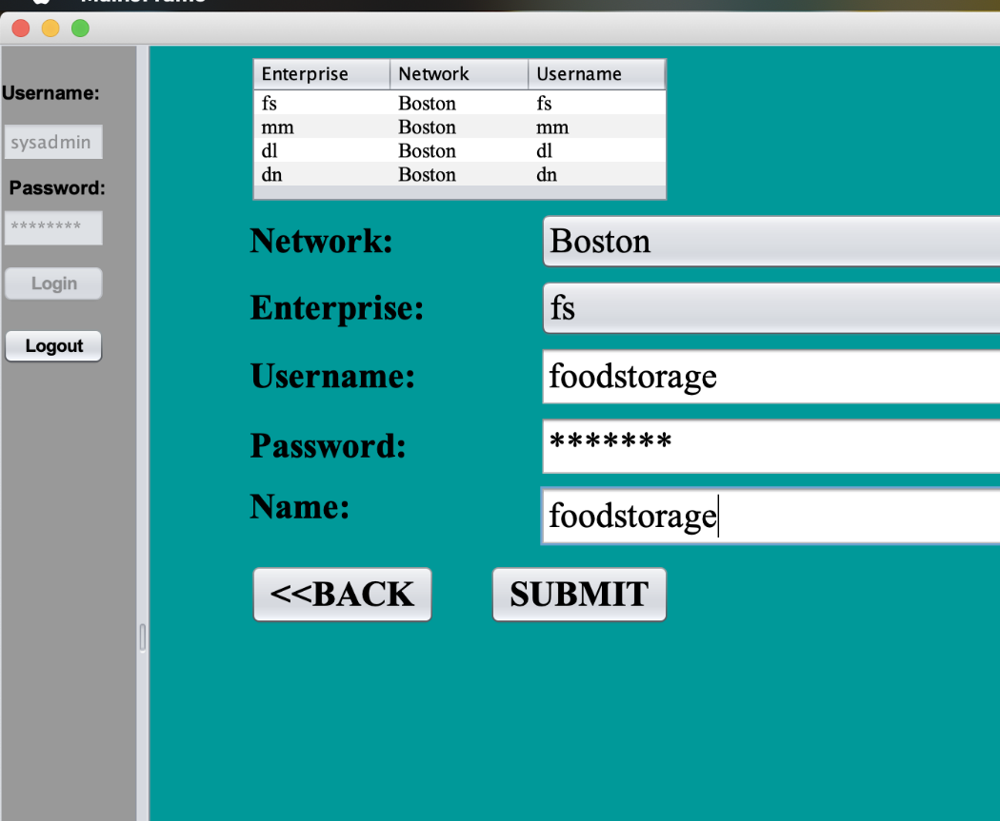 MainJFrame
Username:
sysadmin
Password:
********
Login
Logout
Enterprise Network Username
fs Boston fs
mm Boston mm
dl Boston dl
dn Boston dn
Network: Boston
Enterprise: fs
Username: foodstorage
Password: *******
Name: foodstorage
<<BACK SUBMIT